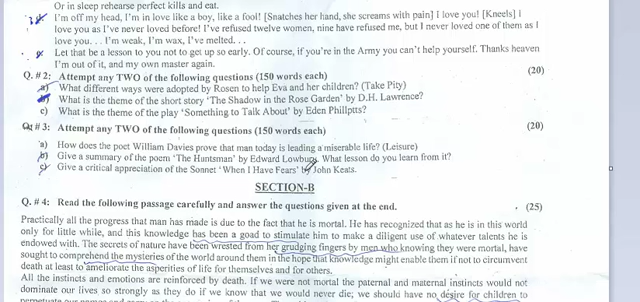 Or in sleep rehearse perfect kills and eat.
I'm off my head, I'm in love like a boy, like a fool! [Snatches her hand, she screams with pain] I love you! [Kneels] I
love you as I've never loved before! I've refused twelve women, nine have refused me, but I never loved one of them as I
love you. . . I'm weak, I'm wax, I've melted. . .
Let that be a lesson to you not to get up so early. Of course, if you're in the Army you can't help yourself. Thanks heaven
I'm out of it, and my own master again.
Q. # 2: Attempt any TWO of the following questions (150 words each) (20)
a) What different ways were adopted by Rosen to help Eva and her children? (Take Pity)
b) What is the theme of the short story 'The Shadow in the Rose Garden' by D.H. Lawrence?
c) What is the theme of the play 'Something to Talk About' by Eden Phillptts?
Q # 3: Attempt any TWO of the following questions (150 words each) (20)
a) How does the poet William Davies prove that man today is leading a miserable life? (Leisure)
b) Give a summary of the poem 'The Huntsman' by Edward Lowbury. What lesson do you learn from it?
c) Give a critical appreciation of the Sonnet 'When I Have Fears' by John Keats.
SECTION-B
Q. # 4: Read the following passage carefully and answer the questions given at the end. (25)
Practically all the progress that man has made is due to the fact that he is mortal. He has recognized that as he is in this world
only for little while, and this knowledge has been a goad to stimulate him to make a diligent use of whatever talents he is
endowed with. The secrets of nature have been wrested from her grudging fingers by men who knowing they were mortal, have
sought to comprehend the mysteries of the world around them in the hope that knowledge might enable them if not to circumvent
death at least to ameliorate the asperities of life for themselves and for others.
All the instincts and emotions are reinforced by death. If we were not mortal the paternal and maternal instincts would not
dominate our lives so strongly as they do if we know that we would never die; we should have no desire for children to